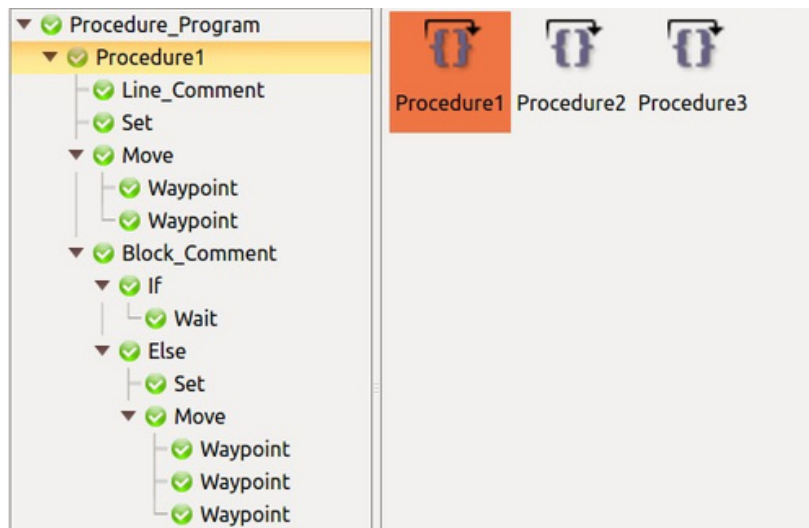 Procedure_Program
Procedure1
Line_Comment
Set
Move
Waypoint
Waypoint
Block_Comment
If
Wait
Else
Set
Move
Waypoint
Waypoint
Waypoint
Procedure1 Procedure2 Procedure3